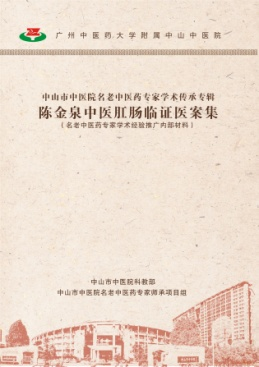 广州中医药大学附属中山中医院
中山市中医院名老中医药专家学术传承专辑
陈金泉中医肛肠临证医案集
（名老中医药专家学术经验推广内部材料）
中山市中医院科教部
中山市中医院名老中医药专家师承项目组